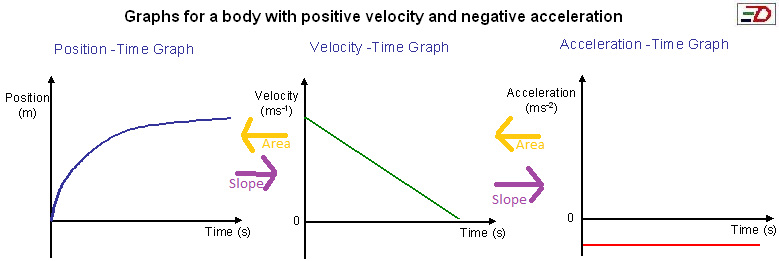 Graphs for a body with positive velocity and negative acceleration
ED
Position -Time Graph
Velocity -Time Graph
Acceleration -Time Graph
Position
(m)
Time (s)
Area
Slope
Velocity
(ms⁻¹)
0
Time (s)
Area
Slope
Acceleration
(ms⁻²)
0
Time (s)